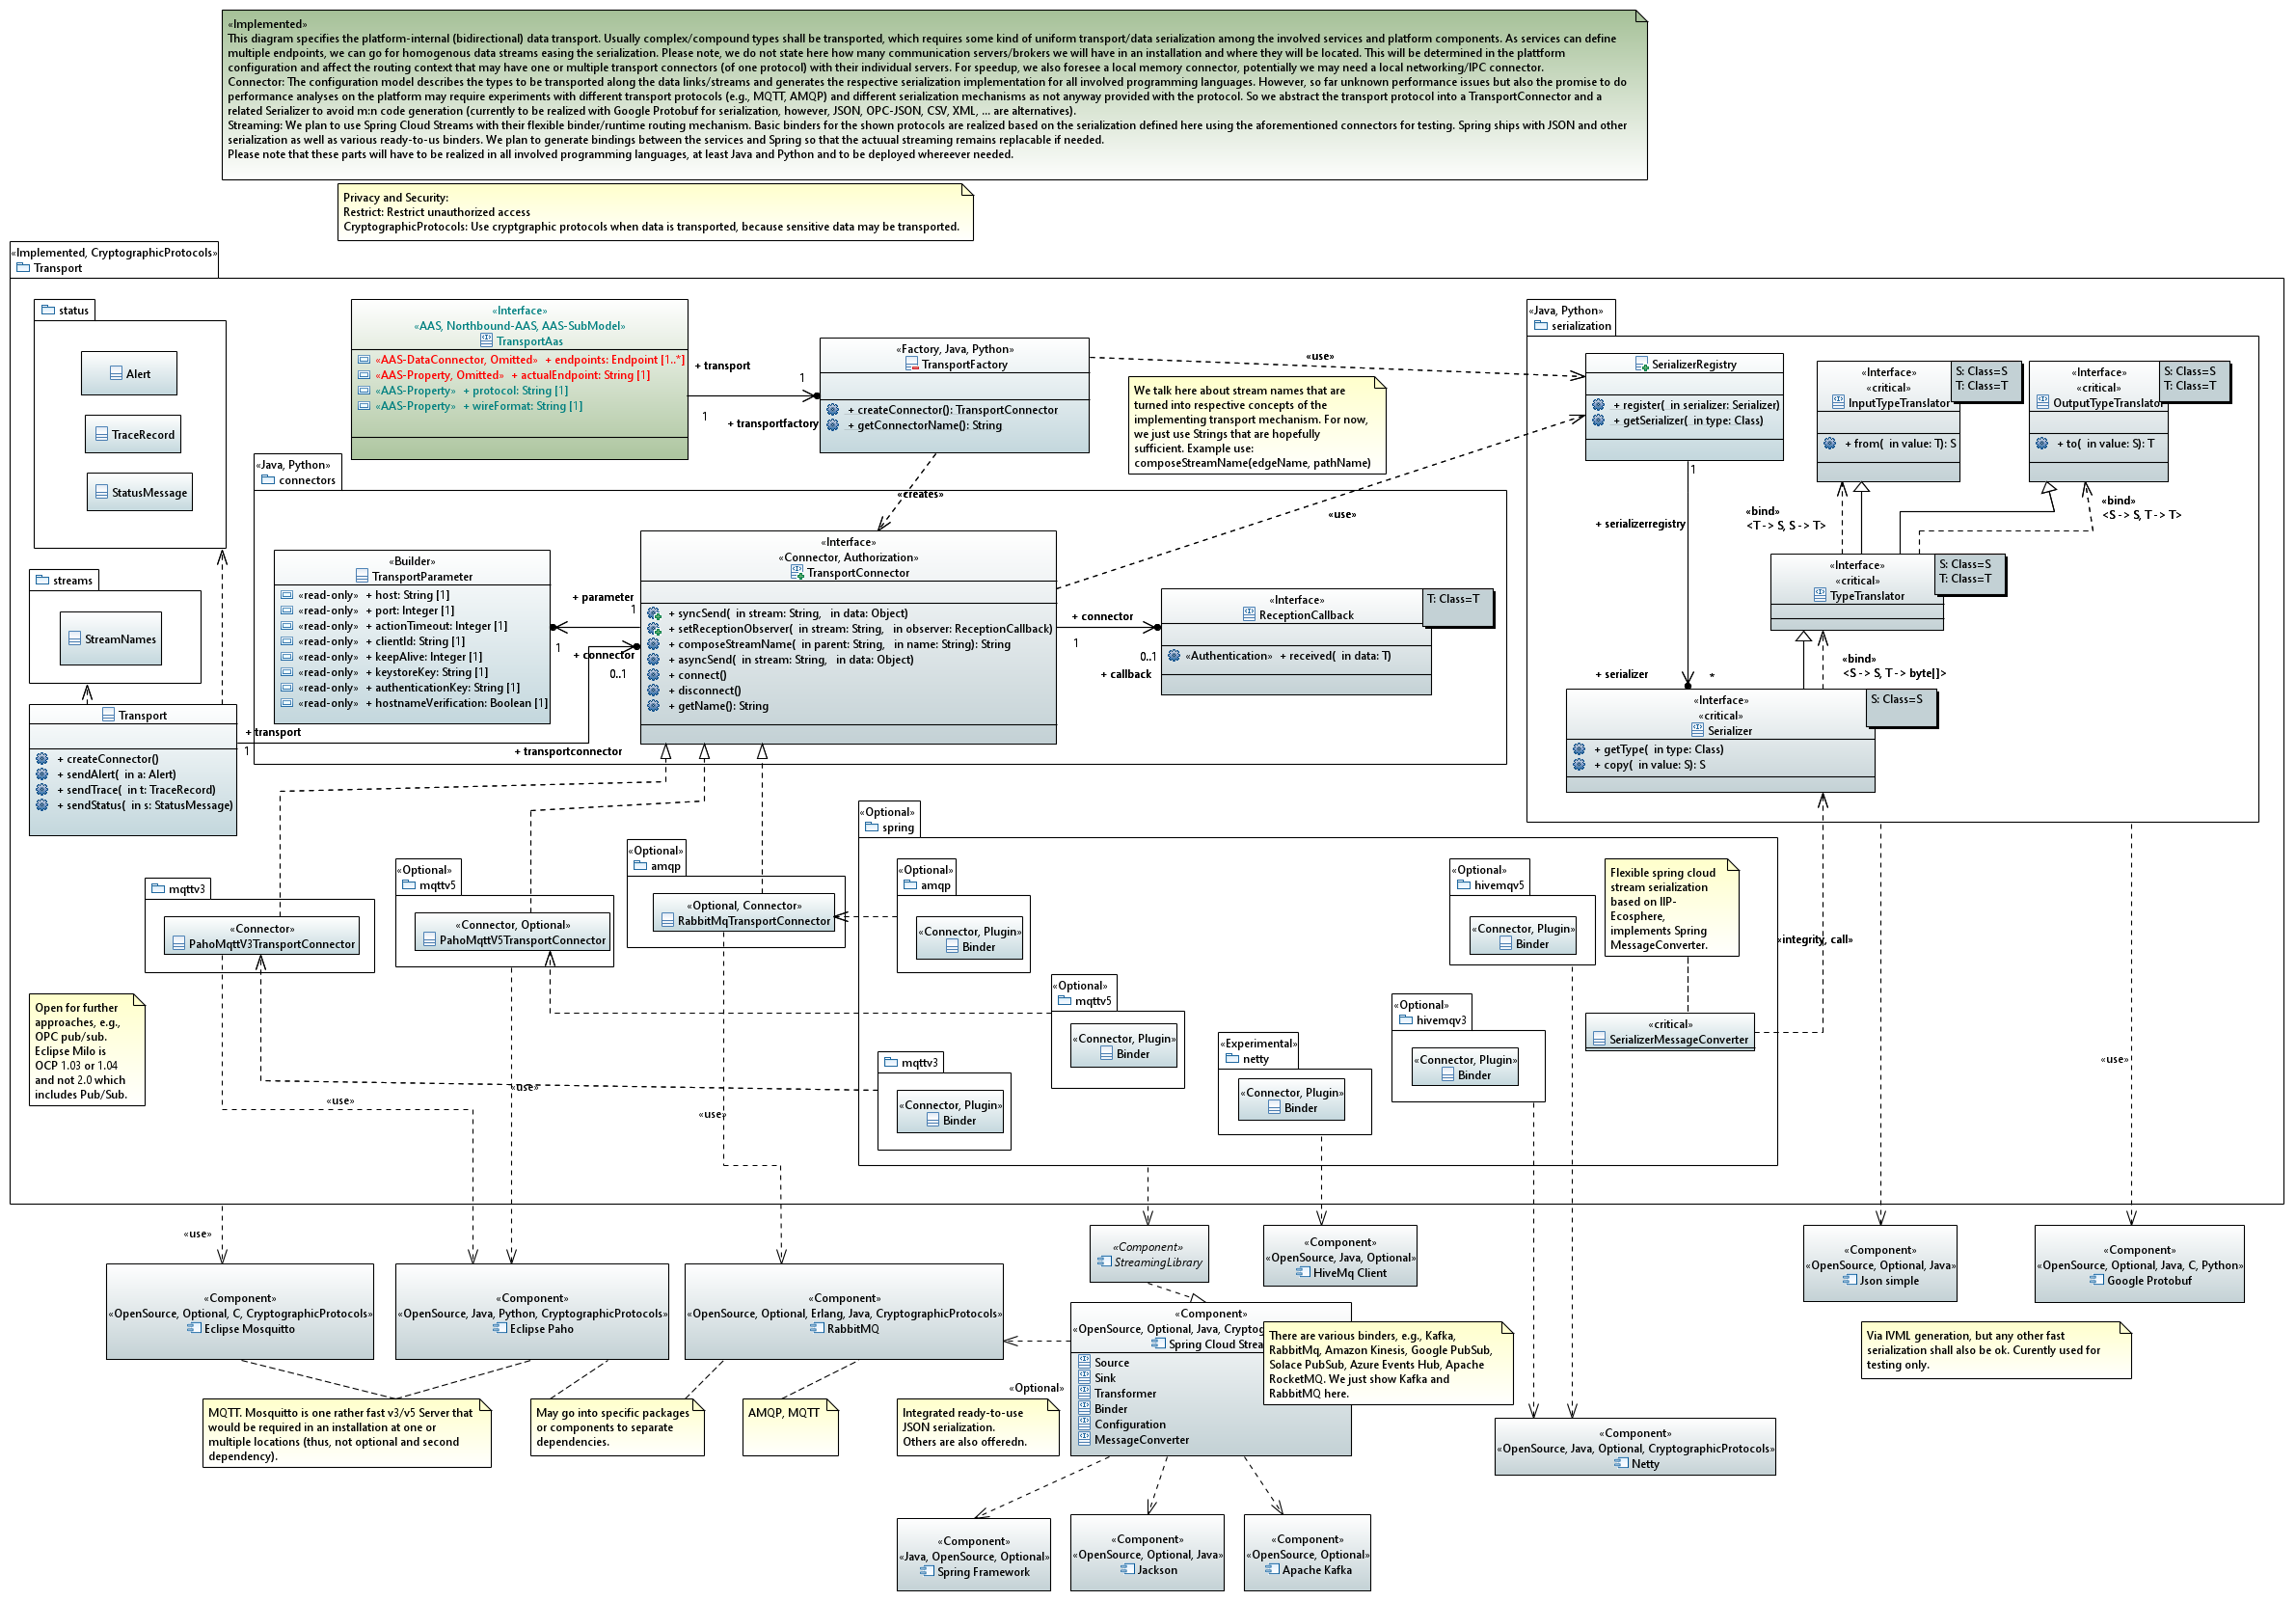 «Implemented»
This diagram specifies the platform-internal (bidirectional) data transport. Usually complex/compound types shall be transported, which requires some kind of uniform transport/data serialization among the involved services and platform components. As services can define
multiple endpoints, we can go for homogenous data streams easing the serialization. Please note, we do not state here how many communication servers/brokers we will have in an installation and where they will be located. This will be determined in the plattform
configuration and affect the routing context that may have one or multiple transport connectors (of one protocol) with their individual servers. For speedup, we also foresee a local memory connector, potentially we may need a local networking/IPC connector.
Connector: The configuration model describes the types to be transported along the data links/streams and generates the respective serialization implementation for all involved programming languages. However, so far unknown performance issues but also the promise to do
performance analyses on the platform may require experiments with different transport protocols (e.g., MQTT, AMQP) and different serialization mechanisms as not anyway provided with the protocol. So we abstract the transport protocol into a TransportConnector and a
related Serializer to avoid m:n code generation (currently to be realized with Google Protobuf for serialization, however, JSON, OPC-JSON, CSV, XML, ... are alternatives).
Streaming: We plan to use Spring Cloud Streams with their flexible binder/runtime routing mechanism. Basic binders for the shown protocols are realized based on the serialization defined here using the aforementioned connectors for testing. Spring ships with JSON and other
serialization as well as various ready-to-us binders. We plan to generate bindings between the services and Spring so that the actuual streaming remains replacable if needed.
Please note that these parts will have to be realized in all involved programming languages, at least Java and Python and to be deployed whereever needed.
Privacy and Security:
Restrict: Restrict unauthorized access
CryptographicProtocols: Use cryptgraphic protocols when data is transported, because sensitive data may be transported.
«Implemented, CryptographicProtocols»
Transport
status
Alert
TraceRecord
StatusMessage
streams
StreamNames
Transport
+ createConnector()
+ sendAlert( in a: Alert)
+ sendTrace( in t: TraceRecord)
+ sendStatus( in s: StatusMessage)
+ transport
1
«Interface»
«AAS, Northbound-AAS, AAS-SubModel»
TransportAas
«AAS-DataConnector, Omitted» + endpoints: Endpoint [1..*]
«AAS-Property, Omitted» + actualEndpoint: String [1]
«AAS-Property» + protocol: String [1]
«AAS-Property» + wireFormat: String [1]
+ transport
1
1
+ transportfactory
«Factory, Java, Python»
TransportFactory
+ createConnector(): TransportConnector
+ getConnectorName(): String
«use»
We talk here about stream names that are
turned into respective concepts of the
implementing transport mechanism. For now,
we just use Strings that are hopefully
sufficient. Example use:
composeStreamName(edgeName, pathName)
«Java, Python»
connectors
«creates»
«use»
«Builder»
TransportParameter
«read-only» + host: String [1]
«read-only» + port: Integer [1]
«read-only» + actionTimeout: Integer [1]
«read-only» + clientId: String [1]
«read-only» + keepAlive: Integer [1]
«read-only» + keystoreKey: String [1]
«read-only» + authenticationKey: String [1]
«read-only» + hostnameVerification: Boolean [1]
+ parameter
1
1
+ connector
0..1
+ transportconnector
«Interface»
«Connector, Authorization»
TransportConnector
+ syncSend( in stream: String, in data: Object)
+ setReceptionObserver( in stream: String, in observer: ReceptionCallback)
+ composeStreamName( in parent: String, in name: String): String
+ asyncSend( in stream: String, in data: Object)
+ connect()
+ disconnect()
+ getName(): String
+ connector
1
0..1
+ callback
«Interface»
ReceptionCallback
T: Class=T
«Authentication» + received( in data: T)
«Java, Python»
serialization
SerializerRegistry
+ register( in serializer: Serializer)
+ getSerializer( in type: Class)
1
+ serializerregistry
+ serializer
*
«Interface»
«critical»
InputTypeTranslator
S: Class=S
T: Class=T
+ from( in value: T): S
«Interface»
«critical»
OutputTypeTranslator
S: Class=S
T: Class=T
+ to( in value: S): T
«bind»
<T -> S, S -> T>
«bind»
<S -> S, T -> T>
«Interface»
«critical»
TypeTranslator
S: Class=S
T: Class=T
«bind»
<S -> S, T -> byte[]>
«Interface»
«critical»
Serializer
S: Class=S
+ getType( in type: Class)
+ copy( in value: S): S
mqttv3
«Connector»
PahoMqttV3TransportConnector
«Optional»
mqttv5
«Connector, Optional»
PahoMqttV5TransportConnector
«Optional»
amqp
«Optional, Connector»
RabbitMqTransportConnector
«Optional»
spring
«Optional»
amqp
«Connector, Plugin»
Binder
«Optional»
mqttv5
«Connector, Plugin»
Binder
mqttv3
«Connector, Plugin»
Binder
«Experimental»
netty
«Connector, Plugin»
Binder
«Optional»
hivemqv5
«Connector, Plugin»
Binder
«Optional»
hivemqv3
«Connector, Plugin»
Binder
Flexible spring cloud
stream serialization
based on IIP-
Ecosphere,
implements Spring
MessageConverter.
«critical»
SerializerMessageConverter
«integrity, call»
Open for further
approaches, e.g.,
OPC pub/sub.
Eclipse Milo is
OCP 1.03 or 1.04
and not 2.0 which
includes Pub/Sub.
«use»
«use»
«use»
«use»
«use»
«Component»
«OpenSource, Optional, C, CryptographicProtocols»
Eclipse Mosquitto
«Component»
«OpenSource, Java, Python, CryptographicProtocols»
Eclipse Paho
«Component»
«OpenSource, Optional, Erlang, Java, CryptographicProtocols»
RabbitMQ
«Component»
StreamingLibrary
«Component»
«OpenSource, Java, Optional»
HiveMq Client
«Component»
«OpenSource, Optional, Java»
Json simple
«Component»
«OpenSource, Optional, Java, C, Python»
Google Protobuf
«Component»
«OpenSource, Optional, Java, Cryptog
Spring Cloud Strea
Source
Sink
Transformer
Binder
Configuration
MessageConverter
There are various binders, e.g., Kafka,
RabbitMq, Amazon Kinesis, Google PubSub,
Solace PubSub, Azure Events Hub, Apache
RocketMQ. We just show Kafka and
RabbitMQ here.
Via IVML generation, but any other fast
serialization shall also be ok. Curently used for
testing only.
MQTT. Mosquitto is one rather fast v3/v5 Server that
would be required in an installation at one or
multiple locations (thus, not optional and second
dependency).
May go into specific packages
or components to separate
dependencies.
AMQP, MQTT
«Optional»
Integrated ready-to-use
JSON serialization.
Others are also offeredn.
«Component»
«OpenSource, Java, Optional, CryptographicProtocols»
Netty
«Component»
«Java, OpenSource, Optional»
Spring Framework
«Component»
«OpenSource, Optional, Java»
Jackson
«Component»
«OpenSource, Optional»
Apache Kafka